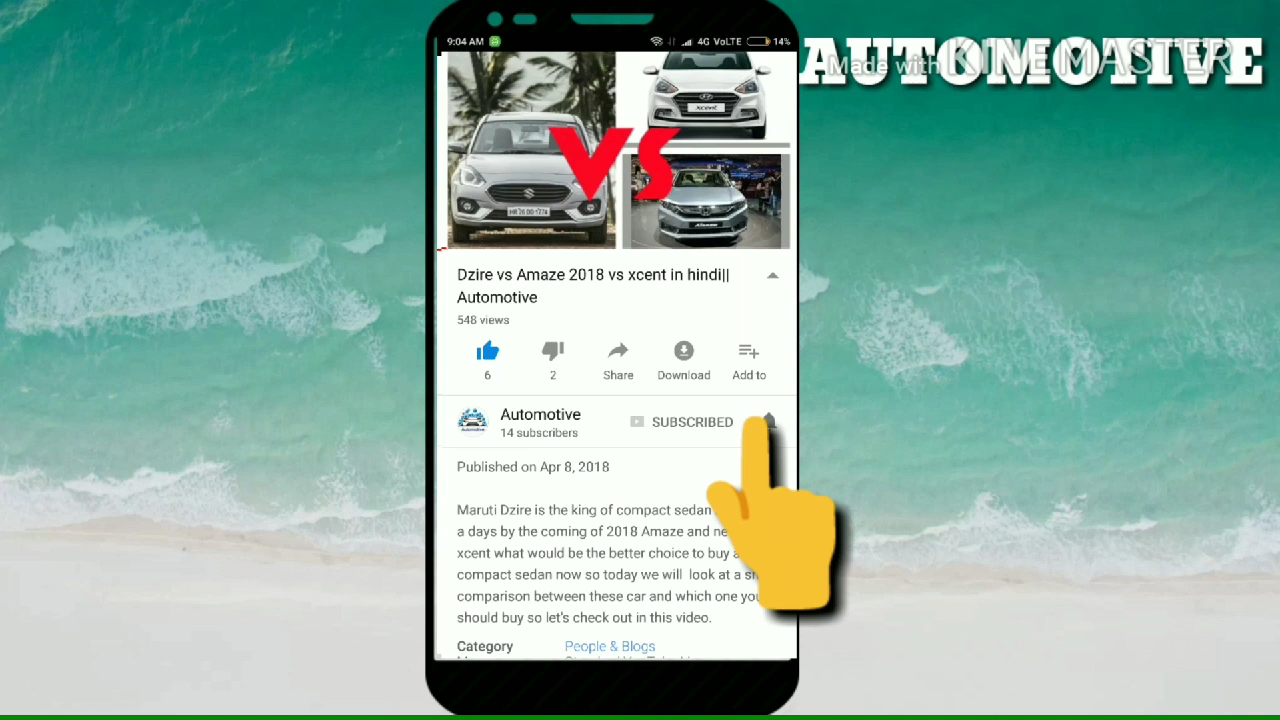 AUTOMOTIVE
Made with KINEMASTER
9:04 AM 4G VoLTE 14%
xcent
VS
HR26DD1774
AMAZE
Dzire vs Amaze 2018 vs xcent in hindi||
Automotive
548 views
6 2 Share Download Add to
Automotive
SUBSCRIBED
14 subscribers
Published on Apr 8, 2018
Maruti Dzire is the king of compact sedan
a days by the coming of 2018 Amaze and
xcent what would be the better choice to buy
compact sedan now so today we will look at a
comparison between these car and which one you
should buy so let's check out in this video.
Category People & Blogs